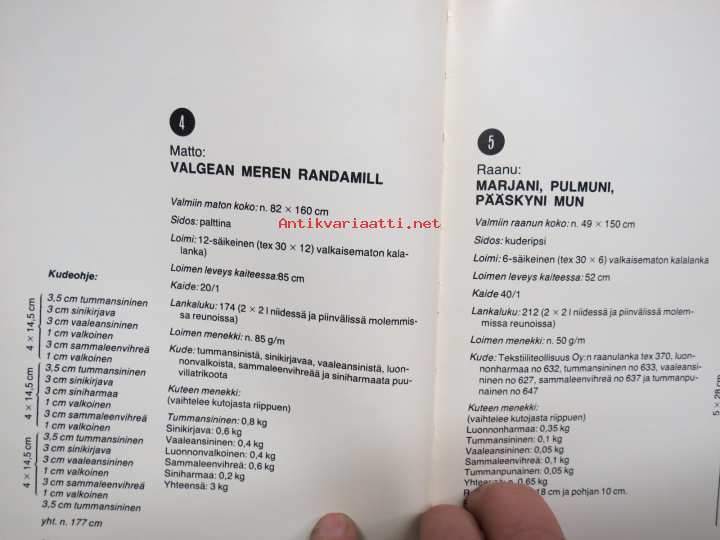 4
Matto:
VALGEAN MEREN RANDAMILL
Valmiin maton koko: n. 82 × 160 cm
Sidos: palttina
Loimi: 12-säikeinen (tex 30 × 12) valkaisematon kala-
lanka)
Loimen leveys kaiteessa: 85 cm
Kaide: 20/1
Lankaluku: 174 (2 × 2 l niidessä ja piinvälissä molemmis-
sa reunoissa)
Loimen menekki: n. 85 g/m
Kude: tummansinistä, sinikirjavaa, vaaleansinistä, luon-
nonvalkoista, sammaleenvihreää ja siniharmaata puu-
villatrikoota
Kuteen menekki:
(vaihtelee kutojasta riippuen)
Tummansininen: 0,8 kg
Sinikirjava: 0,6 kg
Vaaleansininen: 0,4 kg
Luonnonvalkoinen: 0,4 kg
Sammaleenvihreä: 0,6 kg
Siniharmaa: 0,2 kg
Yhteensä: 3 kg
Kudeohje:
3,5 cm tummansininen
3 cm sinikirjava
3 cm vaaleansininen
1 cm valkoinen
3 cm sammaleenvihreä
1 cm valkoinen
3,5 cm tummansininen
3 cm sinikirjava
3 cm siniharmaa
1 cm valkoinen
3 cm sammaleenvihreä
1 cm valkoinen
3,5 cm tummansininen
3 cm sinikirjava
3 cm vaaleansininen
1 cm valkoinen
3 cm sammaleenvihreä
1 cm valkoinen
3,5 cm tummansininen
yht. n. 177 cm
4 × 14,5 cm
4 × 14,5 cm
4 × 14,5 cm
5
Raanu:
MARJANI, PULMUNI,
PÄÄSKYNI MUN
Valmiin raanun koko: n. 49 × 150 cm
Sidos: kuderipsi
Loimi: 6-säikeinen (tex 30 × 6) valkaisematon kalalanka
Loimen leveys kaiteessa: 52 cm
Kaide 40/1
Lankaluku: 212 (2 × 2 l niidessä ja piinvälissä molem-
missa reunoissa)
Loimen menekki: n. 50 g/m
Kude: Tekstiiliteollisuus Oy:n raanulanka tex 370, luon-
nonharmaa no 632, tummansininen no 633, vaaleansi-
ninen no 627, sammaleenvihreä no 637 ja tummanpu-
nainen no 647
Kuteen menekki:
(vaihtelee kutojasta riippuen)
Luonnonharmaa: 0,35 kg
Tummansininen: 0,1 kg
Vaaleansininen: 0,05 kg
Sammaleenvihreä: 0,1 kg
Tummanpunainen: 0,05 kg
Yhteensä: n. 0,65 kg
18 cm ja pohjan 10 cm.
5 × 28 cm
Antikvariaatti.net